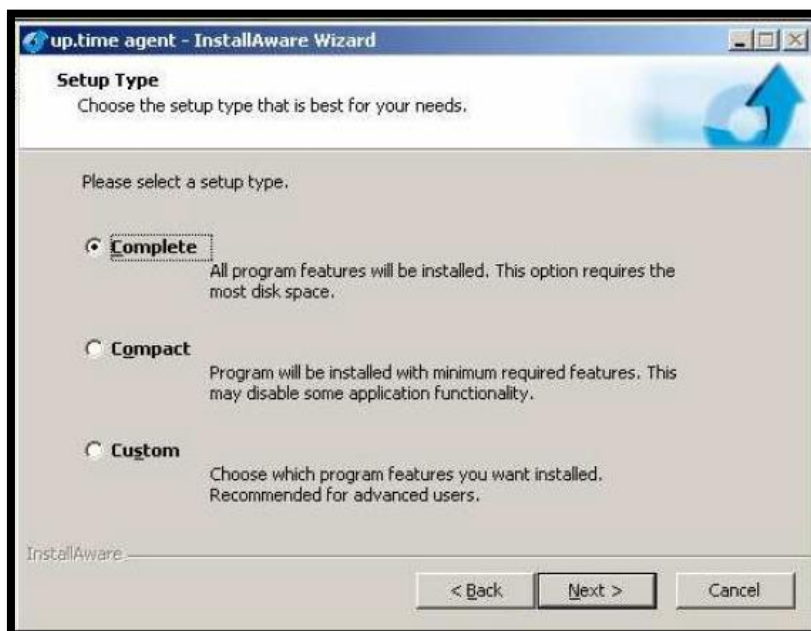 up.time agent - InstallAware Wizard
Setup Type
Choose the setup type that is best for your needs.
Please select a setup type.
Complete
All program features will be installed. This option requires the
most disk space.
Compact
Program will be installed with minimum required features. This
may disable some application functionality.
Custom
Choose which program features you want installed.
Recommended for advanced users.
InstallAware
< Back Next > Cancel